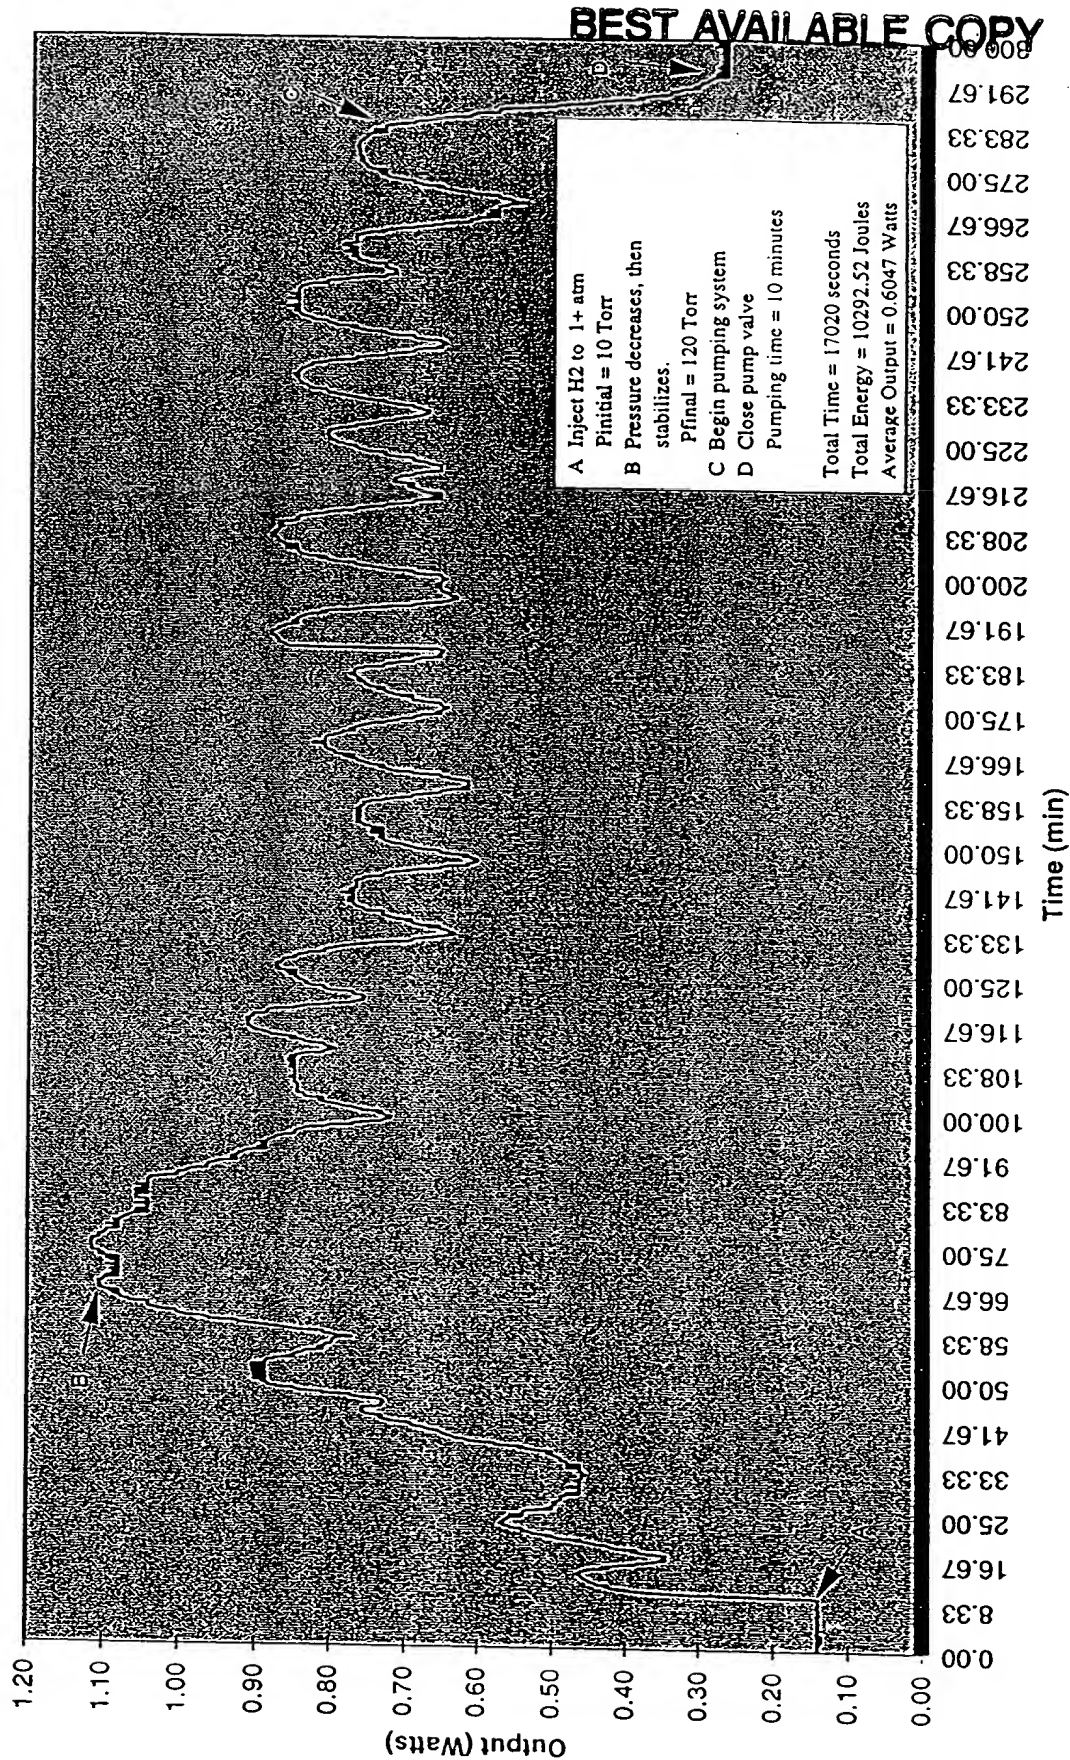 BEST AVAILABLE COPY
Output (Watts)
1.20
1.10
1.00
0.90
0.80
0.70
0.60
0.50
0.40
0.30
0.20
0.10
0.00
A
B
C
D
A Inject H2 to 1+ atm
Pinitial = 10 Torr
B Pressure decreases, then
stabilizes.
Pfinal = 120 Torr
C Begin pumping system
D Close pump valve
Pumping time = 10 minutes
Total Time = 17020 seconds
Total Energy = 10292.52 Joules
Average Output = 0.6047 Watts
0.00
8.33
16.67
25.00
33.33
41.67
50.00
58.33
66.67
75.00
83.33
91.67
100.00
108.33
116.67
125.00
133.33
141.67
150.00
158.33
166.67
175.00
183.33
191.67
200.00
208.33
216.67
225.00
233.33
241.67
250.00
258.33
266.67
275.00
283.33
291.67
300.00
Time (min)